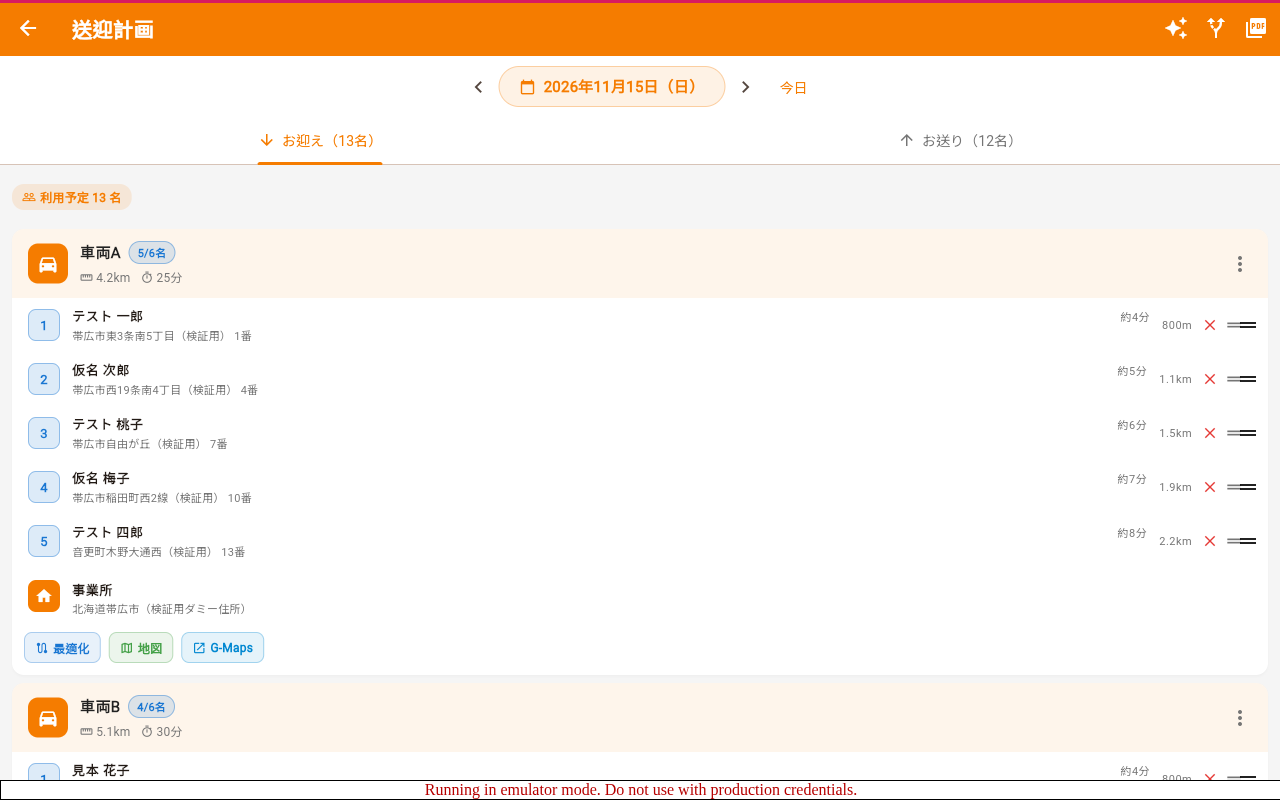 送迎計画
PDF
2026年11月15日（日）
今日
お迎え（13名）
お送り（12名）
利用予定 13 名
車両A 5/6名
4.2km 25分
1 テスト 一郎 約4分 800m
帯広市東3条南5丁目（検証用） 1番
2 仮名 次郎 約5分 1.1km
帯広市西19条南4丁目（検証用） 4番
3 テスト 桃子 約6分 1.5km
帯広市自由が丘（検証用） 7番
4 仮名 梅子 約7分 1.9km
帯広市稲田町西2線（検証用） 10番
5 テスト 四郎 約8分 2.2km
音更町木野大通西（検証用） 13番
事業所
北海道帯広市（検証用ダミー住所）
最適化 地図 G-Maps
車両B 4/6名
5.1km 30分
1 見本 花子 約4分 800m
Running in emulator mode. Do not use with production credentials.